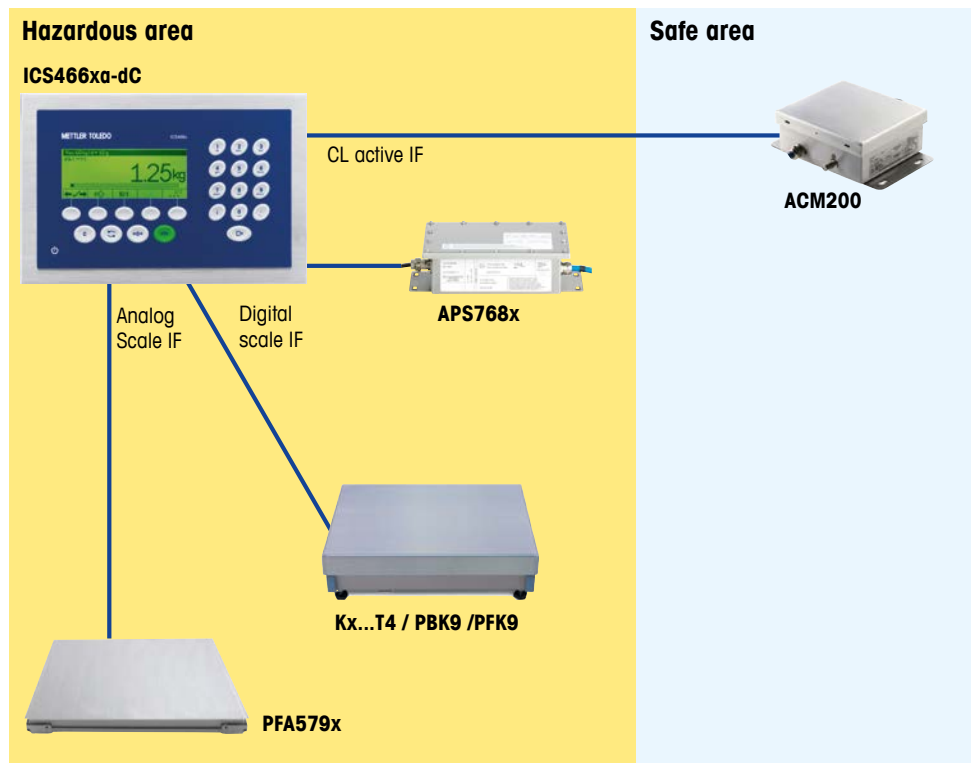 Hazardous area
Safe area
ICS466xa-dC
METTLER TOLEDO
1.25kg
CL active IF
ACM200
APS768x
Analog
Scale IF
Digital
scale IF
Kx...T4 / PBK9 /PFK9
PFA579x